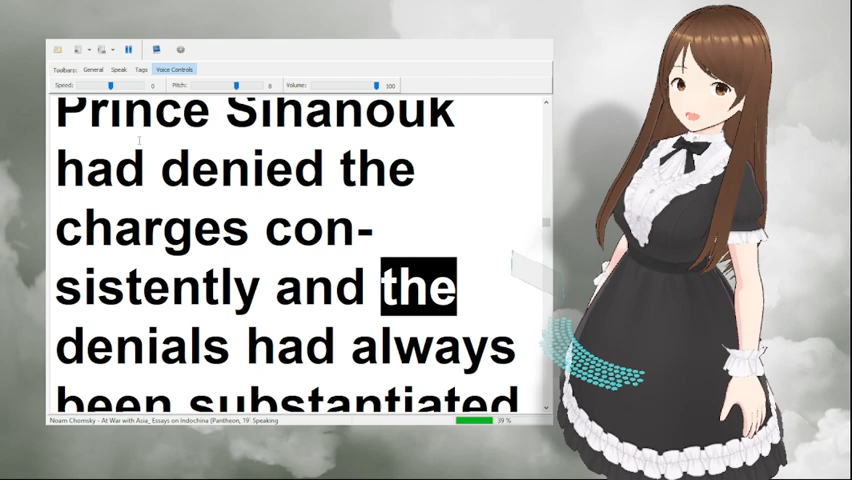 Toolbars: General Speak Tags Voice Controls
Speed: 0 Pitch: 8 Volume: 100
Prince Sihanouk
had denied the
charges con-
sistently and the
denials had always
been substantiated
Noam Chomsky - At War with Asia_ Essays on Indochina (Pantheon, 19 Speaking 39 %